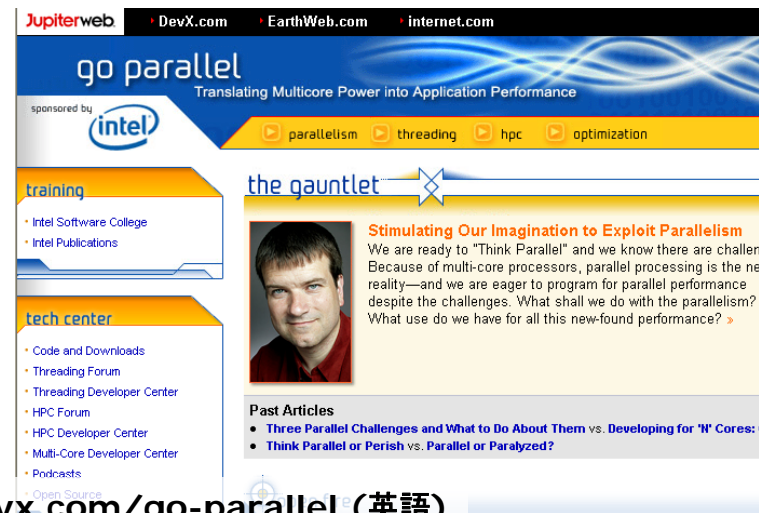 Jupiterweb.
DevX.com
EarthWeb.com
internet.com
go parallel
Translating Multicore Power into Application Performance
sponsored by
intel
parallelism
threading
hpc
optimization
training
Intel Software College
Intel Publications
tech center
Code and Downloads
Threading Forum
Threading Developer Center
HPC Forum
HPC Developer Center
Multi-Core Developer Center
Podcasts
Open Source
the gauntlet
Stimulating Our Imagination to Exploit Parallelism
We are ready to "Think Parallel" and we know there are challen
Because of multi-core processors, parallel processing is the ne
reality—and we are eager to program for parallel performance
despite the challenges. What shall we do with the parallelism?
What use do we have for all this new-found performance? »
Past Articles
• Three Parallel Challenges and What to Do About Them vs. Developing for 'N' Cores:
• Think Parallel or Perish vs. Parallel or Paralyzed?
open fire
vx.com/go-parallel (英語)